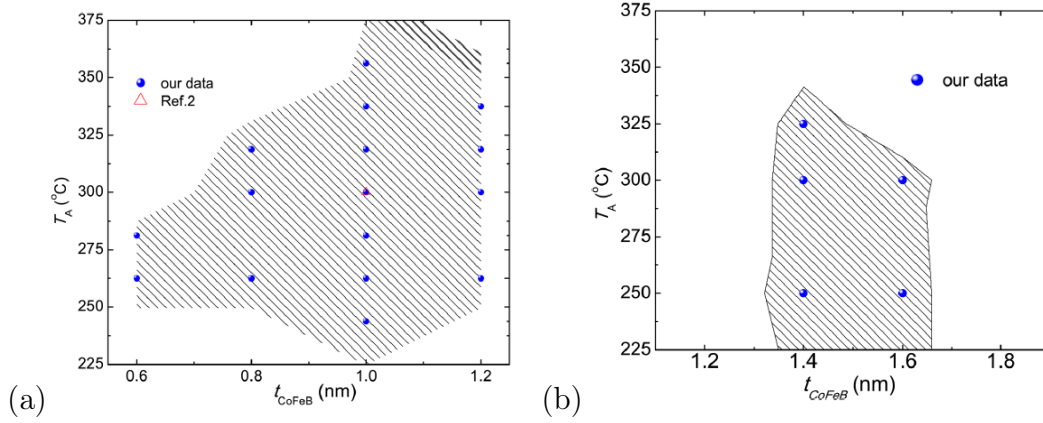 375
350
325
300
275
250
225
T_A (°C)
our data
Ref.2
0.6 0.8 1.0 1.2
t_CoFeB (nm)
(a)
375
350
325
300
275
250
225
T_A (°C)
our data
1.2 1.4 1.6 1.8
t_CoFeB (nm)
(b)